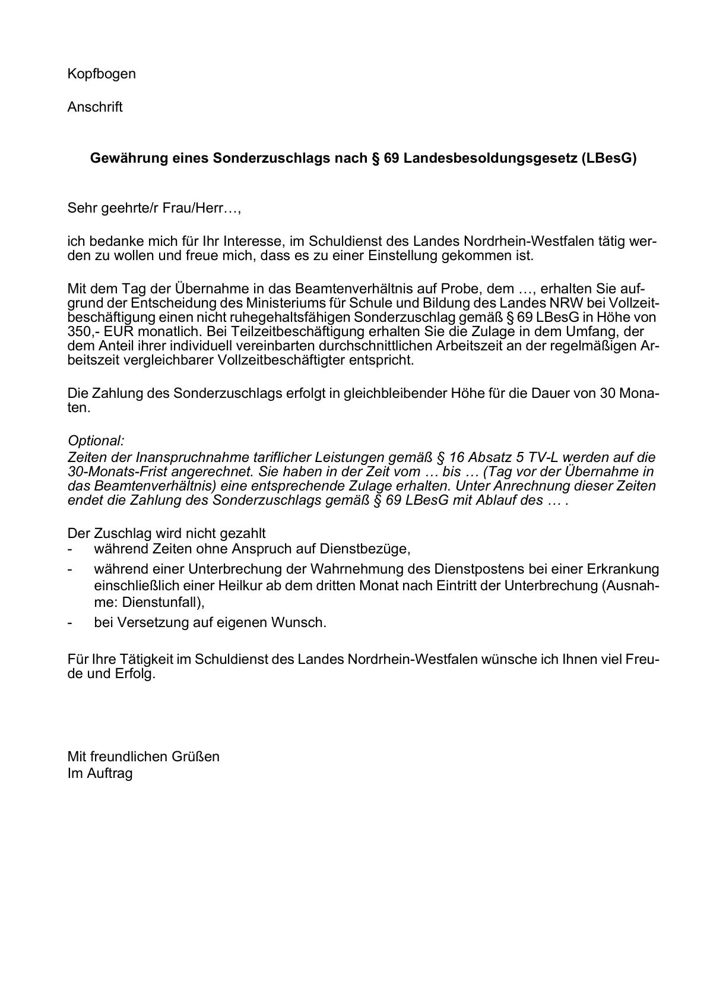 Kopfbogen
Anschrift
Gewährung eines Sonderzuschlags nach § 69 Landesbesoldungsgesetz (LBesG)
Sehr geehrte/r Frau/Herr…,
ich bedanke mich für Ihr Interesse, im Schuldienst des Landes Nordrhein-Westfalen tätig wer-
den zu wollen und freue mich, dass es zu einer Einstellung gekommen ist.
Mit dem Tag der Übernahme in das Beamtenverhältnis auf Probe, dem …, erhalten Sie auf-
grund der Entscheidung des Ministeriums für Schule und Bildung des Landes NRW bei Vollzeit-
beschäftigung einen nicht ruhegehaltsfähigen Sonderzuschlag gemäß § 69 LBesG in Höhe von
350,- EUR monatlich. Bei Teilzeitbeschäftigung erhalten Sie die Zulage in dem Umfang, der
dem Anteil ihrer individuell vereinbarten durchschnittlichen Arbeitszeit an der regelmäßigen Ar-
beitszeit vergleichbarer Vollzeitbeschäftigter entspricht.
Die Zahlung des Sonderzuschlags erfolgt in gleichbleibender Höhe für die Dauer von 30 Mona-
ten.
Optional:
Zeiten der Inanspruchnahme tariflicher Leistungen gemäß § 16 Absatz 5 TV-L werden auf die
30-Monats-Frist angerechnet. Sie haben in der Zeit vom … bis … (Tag vor der Übernahme in
das Beamtenverhältnis) eine entsprechende Zulage erhalten. Unter Anrechnung dieser Zeiten
endet die Zahlung des Sonderzuschlags gemäß § 69 LBesG mit Ablauf des … .
Der Zuschlag wird nicht gezahlt
- während Zeiten ohne Anspruch auf Dienstbezüge,
- während einer Unterbrechung der Wahrnehmung des Dienstpostens bei einer Erkrankung
einschließlich einer Heilkur ab dem dritten Monat nach Eintritt der Unterbrechung (Ausnah-
me: Dienstunfall),
- bei Versetzung auf eigenen Wunsch.
Für Ihre Tätigkeit im Schuldienst des Landes Nordrhein-Westfalen wünsche ich Ihnen viel Freu-
de und Erfolg.
Mit freundlichen Grüßen
Im Auftrag